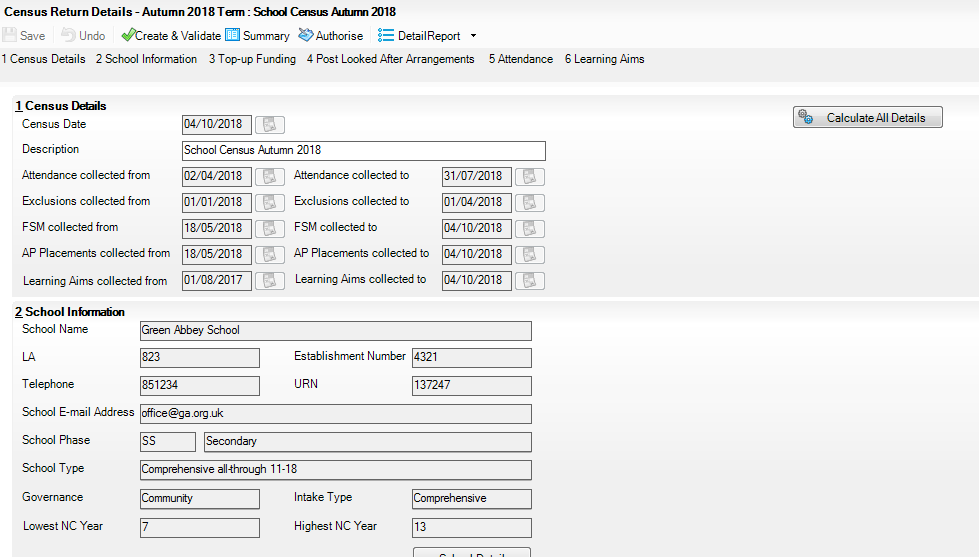 Census Return Details - Autumn 2018 Term : School Census Autumn 2018
Save Undo Create & Validate Summary Authorise DetailReport
1 Census Details 2 School Information 3 Top-up Funding 4 Post Looked After Arrangements 5 Attendance 6 Learning Aims
1 Census Details
Census Date 04/10/2018 Calculate All Details
Description School Census Autumn 2018
Attendance collected from 02/04/2018 Attendance collected to 31/07/2018
Exclusions collected from 01/01/2018 Exclusions collected to 01/04/2018
FSM collected from 18/05/2018 FSM collected to 04/10/2018
AP Placements collected from 18/05/2018 AP Placements collected to 04/10/2018
Learning Aims collected from 01/08/2017 Learning Aims collected to 04/10/2018
2 School Information
School Name Green Abbey School
LA 823 Establishment Number 4321
Telephone 851234 URN 137247
School E-mail Address office@ga.org.uk
School Phase SS Secondary
School Type Comprehensive all-through 11-18
Governance Community Intake Type Comprehensive
Lowest NC Year 7 Highest NC Year 13